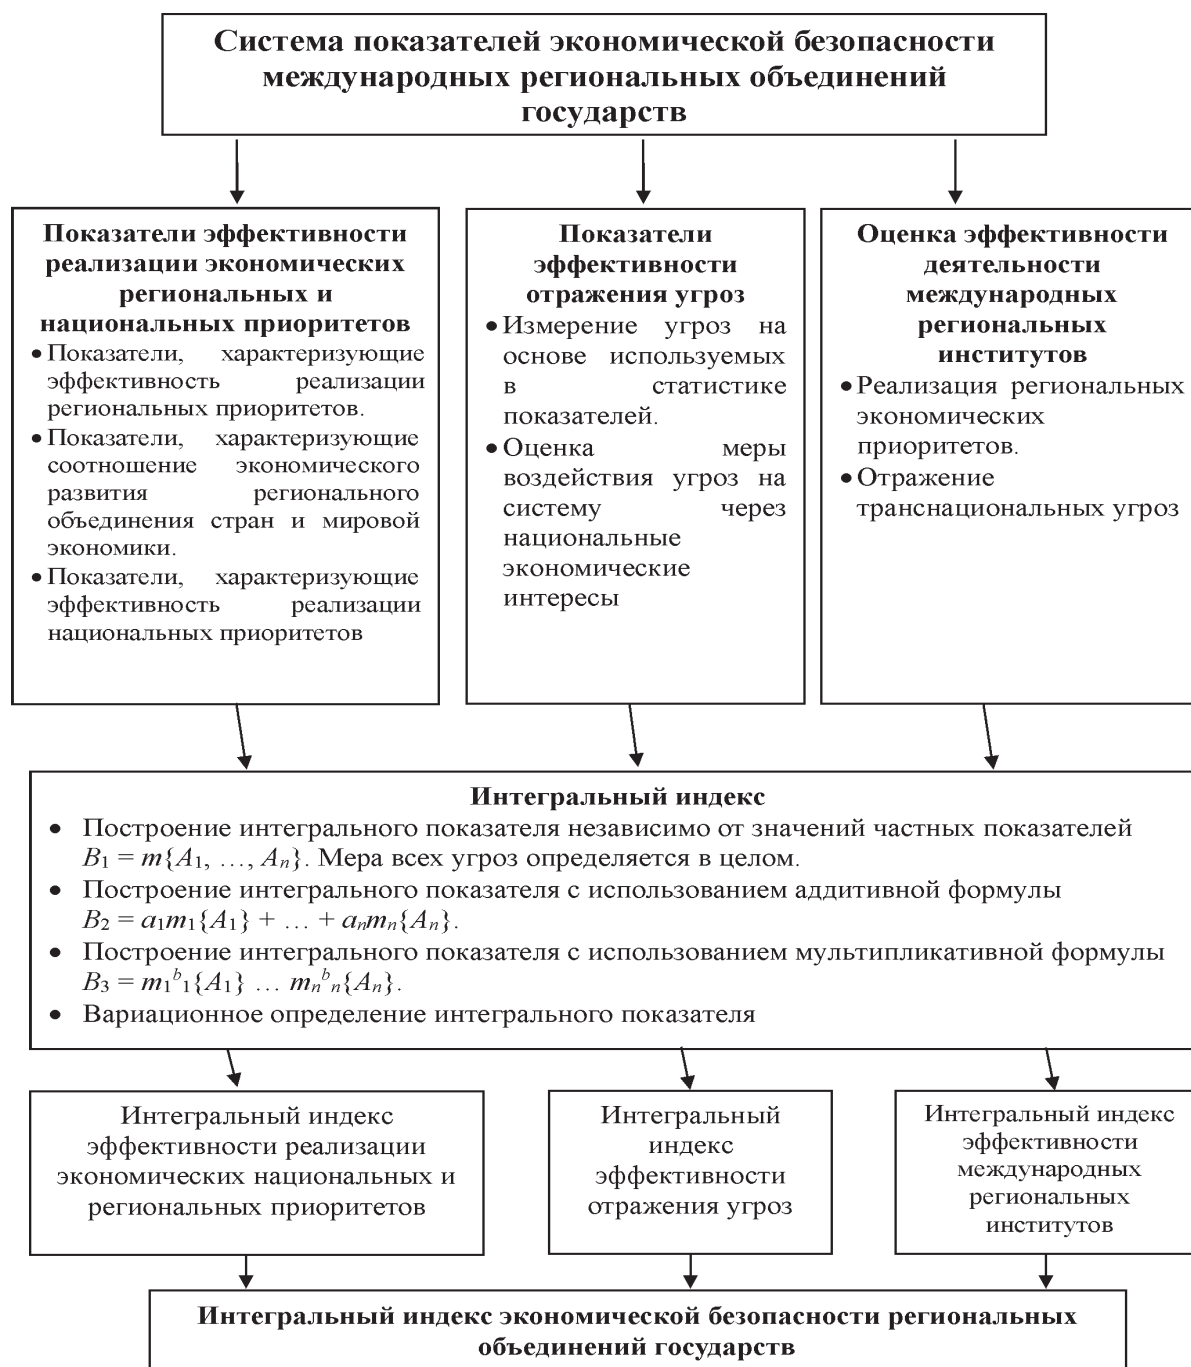 Система показателей экономической безопасности
международных региональных объединений
государств
Показатели эффективности
реализации экономических
региональных и
национальных приоритетов
• Показатели, характеризующие
эффективность реализации
региональных приоритетов.
• Показатели, характеризующие
соотношение экономического
развития регионального
объединения стран и мировой
экономики.
• Показатели, характеризующие
эффективность реализации
национальных приоритетов
Показатели
эффективности
отражения угроз
• Измерение угроз на
основе используемых
в статистике
показателей.
• Оценка меры
воздействия угроз на
систему через
национальные
экономические
интересы
Оценка эффективности
деятельности
международных
региональных
институтов
• Реализация региональных
экономических
приоритетов.
• Отражение
транснациональных угроз
Интегральный индекс
• Построение интегрального показателя независимо от значений частных показателей
B₁ = m{A₁, …, Aₙ}. Мера всех угроз определяется в целом.
• Построение интегрального показателя с использованием аддитивной формулы
B₂ = a₁m₁{A₁} + … + aₙmₙ{Aₙ}.
• Построение интегрального показателя с использованием мультипликативной формулы
B₃ = m₁ᵇ₁{A₁} … mₙᵇₙ{Aₙ}.
• Вариационное определение интегрального показателя
Интегральный индекс
эффективности реализации
экономических национальных и
региональных приоритетов
Интегральный
индекс
эффективности
отражения угроз
Интегральный индекс
эффективности
международных
региональных
институтов
Интегральный индекс экономической безопасности региональных
объединений государств